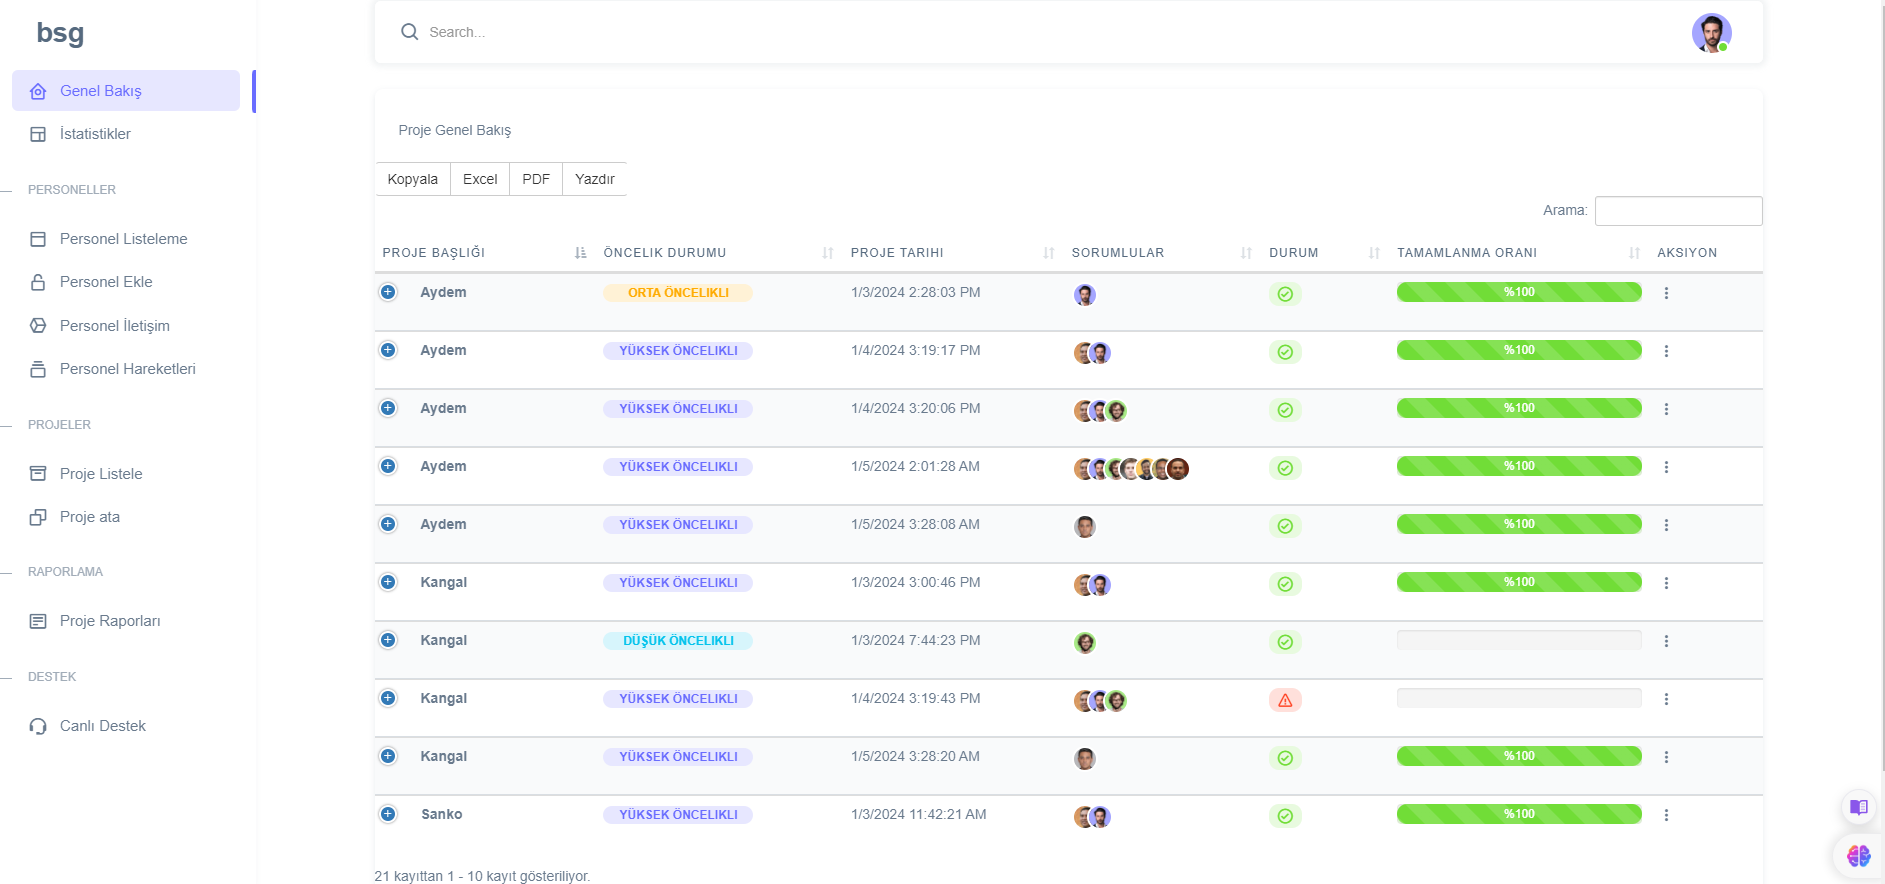 bsg
Search...
Genel Bakış
İstatistikler
PERSONELLER
Personel Listeleme
Personel Ekle
Personel İletişim
Personel Hareketleri
PROJELER
Proje Listele
Proje ata
RAPORLAMA
Proje Raporları
DESTEK
Canlı Destek
Proje Genel Bakış
Kopyala Excel PDF Yazdır
Arama:
PROJE BAŞLIĞI ÖNCELIK DURUMU PROJE TARIHI SORUMLULAR DURUM TAMAMLANMA ORANI AKSIYON
Aydem ORTA ÖNCELIKLI 1/3/2024 2:28:03 PM %100
Aydem YÜKSEK ÖNCELIKLI 1/4/2024 3:19:17 PM %100
Aydem YÜKSEK ÖNCELIKLI 1/4/2024 3:20:06 PM %100
Aydem YÜKSEK ÖNCELIKLI 1/5/2024 2:01:28 AM %100
Aydem YÜKSEK ÖNCELIKLI 1/5/2024 3:28:08 AM %100
Kangal YÜKSEK ÖNCELIKLI 1/3/2024 3:00:46 PM %100
Kangal DÜŞÜK ÖNCELIKLI 1/3/2024 7:44:23 PM
Kangal YÜKSEK ÖNCELIKLI 1/4/2024 3:19:43 PM
Kangal YÜKSEK ÖNCELIKLI 1/5/2024 3:28:20 AM %100
Sanko YÜKSEK ÖNCELIKLI 1/3/2024 11:42:21 AM %100
21 kayıttan 1 - 10 kayıt gösteriliyor.